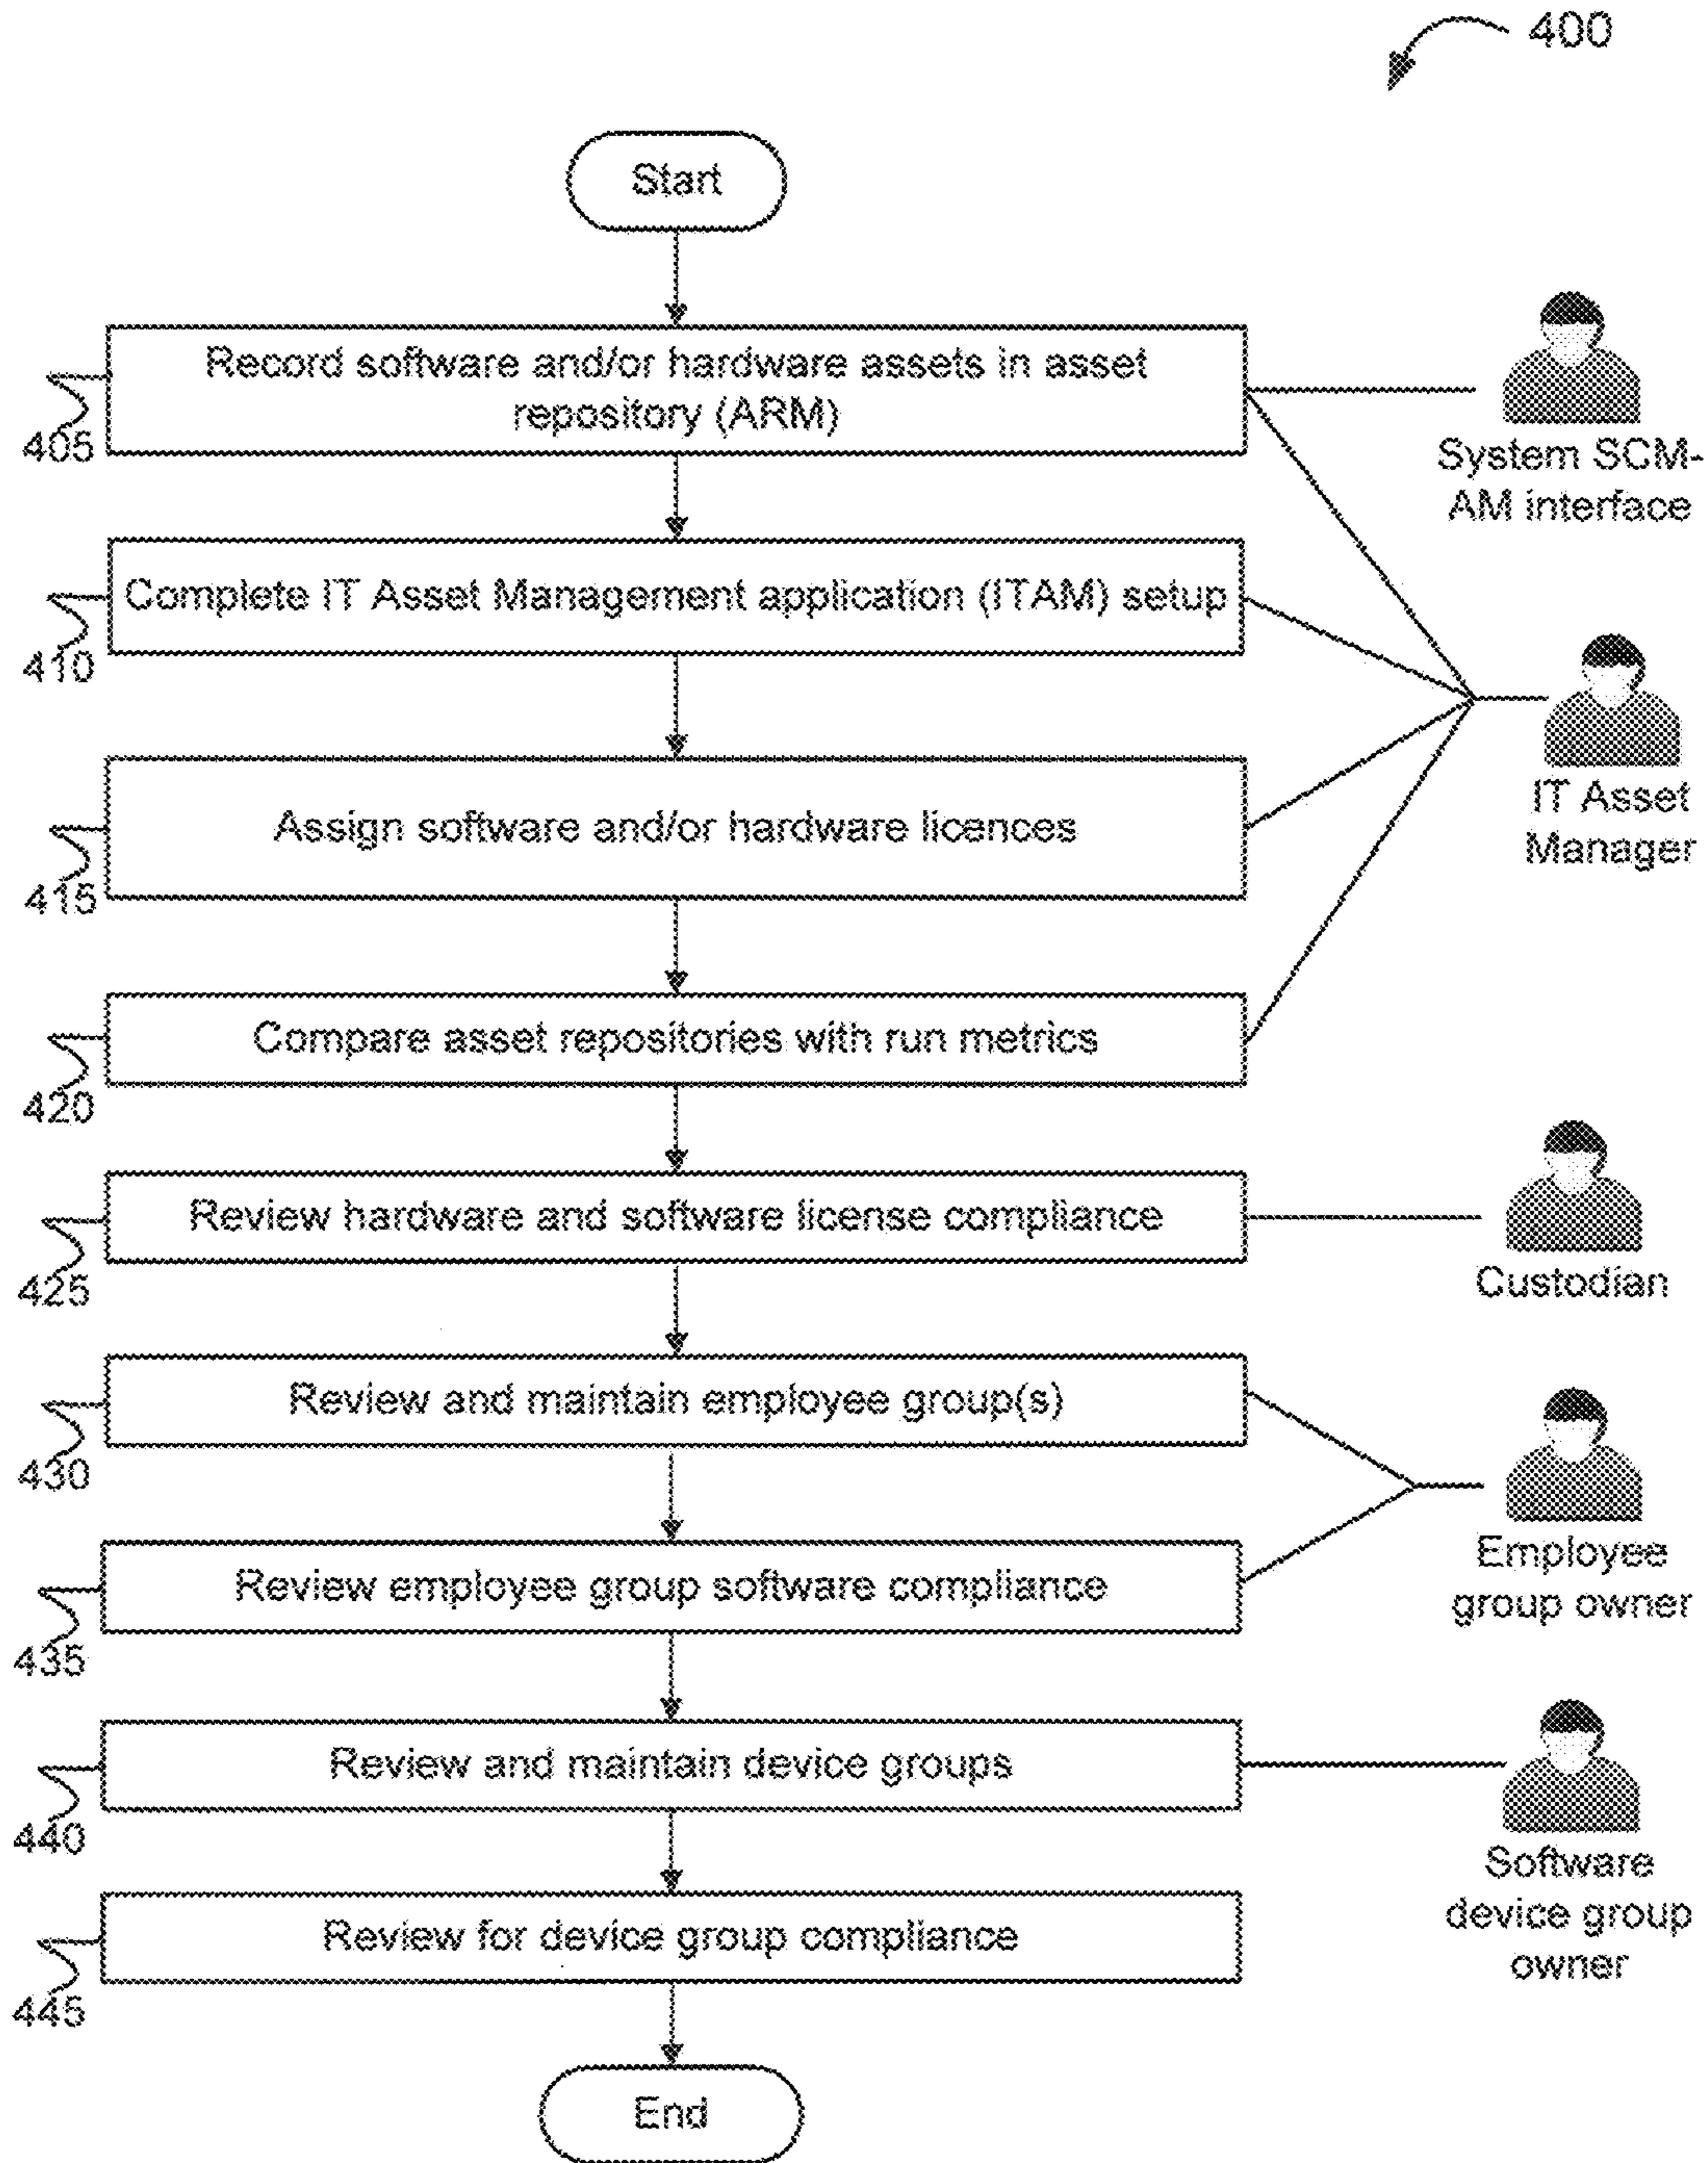 400
Start
Record software and/or hardware assets in asset
repository (ARM)
405
System SCM-
AM interface
Complete IT Asset Management application (ITAM) setup
410
IT Asset
Manager
Assign software and/or hardware licences
415
Compare asset repositories with run metrics
420
Review hardware and software license compliance
425
Custodian
Review and maintain employee group(s)
430
Employee
group owner
Review employee group software compliance
435
Review and maintain device groups
440
Software
device group
owner
Review for device group compliance
445
End